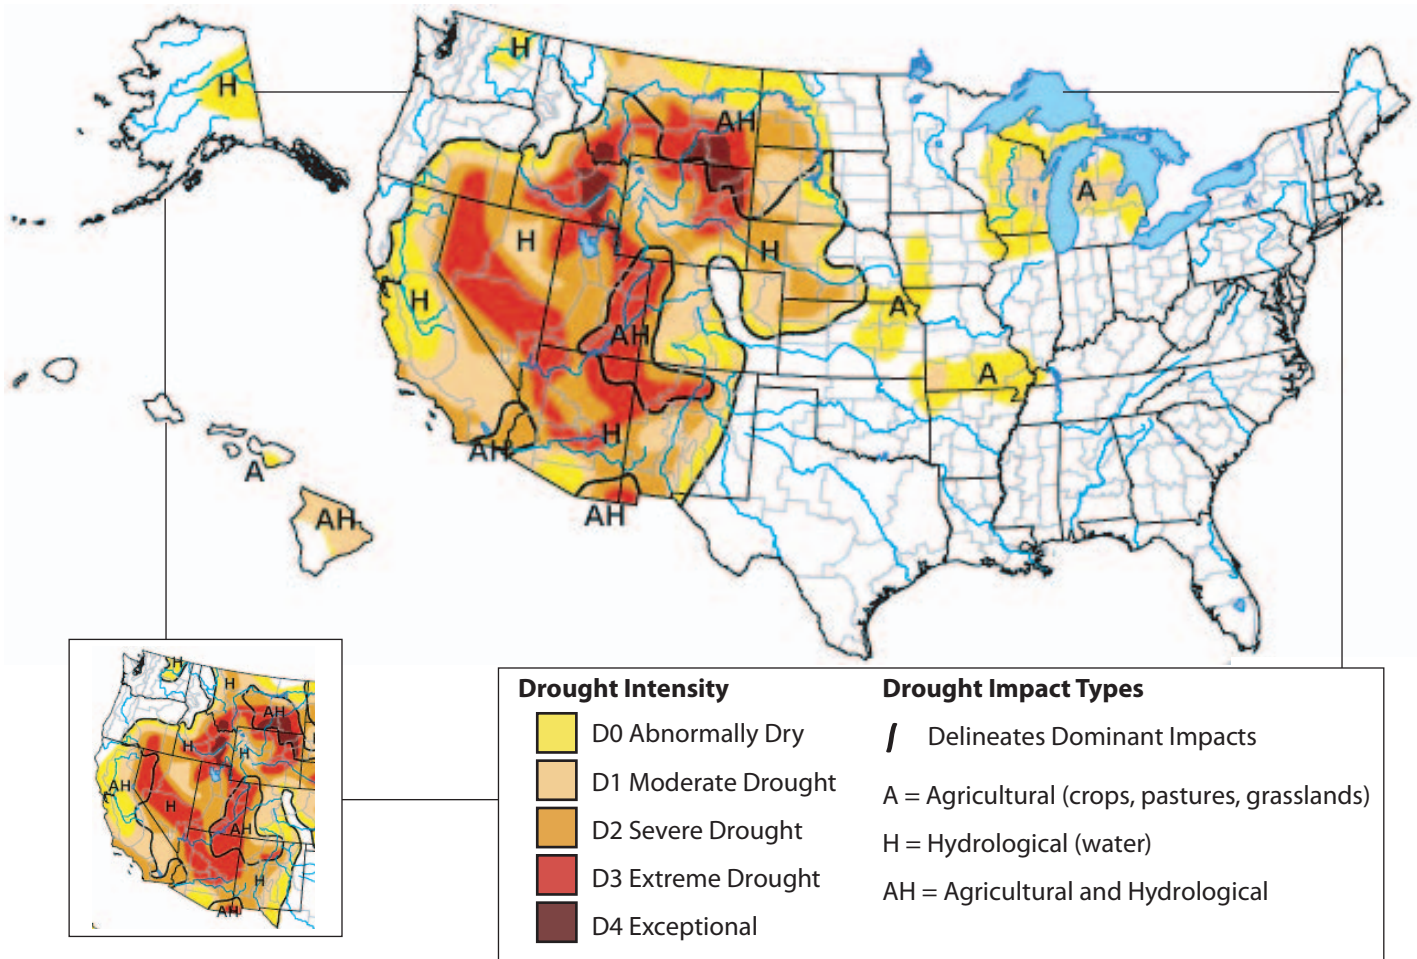 H
H
AH
A
H
H
H
A
AH
A
H
AH
A
AH
AH
H
H
AH
H
H
AH
H
AH
H
AH
Drought Intensity
D0 Abnormally Dry
D1 Moderate Drought
D2 Severe Drought
D3 Extreme Drought
D4 Exceptional
Drought Impact Types
Delineates Dominant Impacts
A = Agricultural (crops, pastures, grasslands)
H = Hydrological (water)
AH = Agricultural and Hydrological